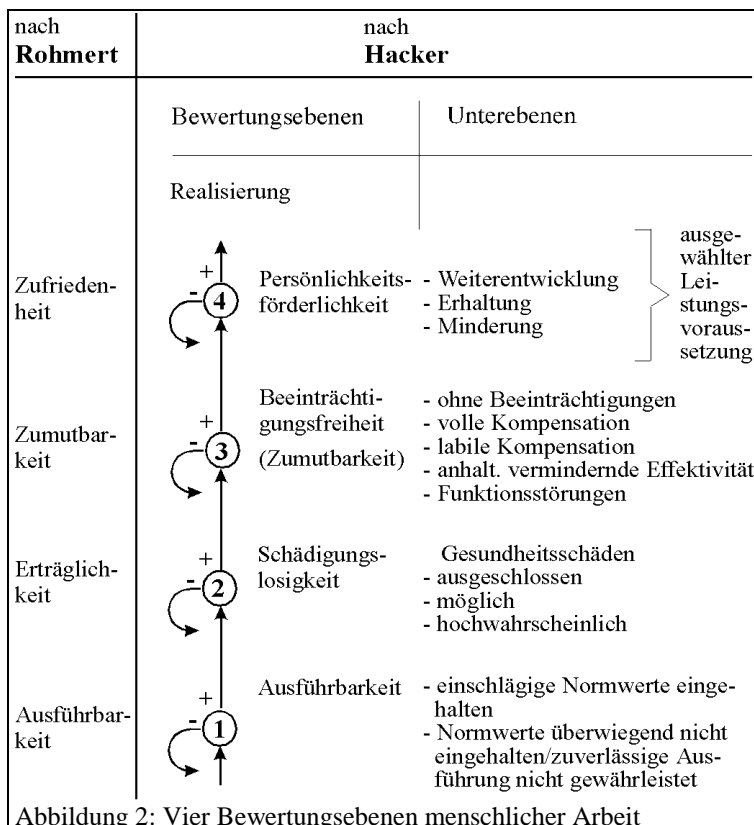 nach
Rohmert
nach
Hacker
Bewertungsebenen
Unterebenen
Realisierung
Zufrieden-
heit
+
-
4
Persönlichkeits-
förderlichkeit
- Weiterentwicklung
- Erhaltung
- Minderung
ausge-
wählter
Lei-
stungs-
voraus-
setzung
Zumutbar-
keit
+
-
3
Beeinträchti-
gungsfreiheit
(Zumutbarkeit)
- ohne Beeinträchtigungen
- volle Kompensation
- labile Kompensation
- anhalt. vermindernde Effektivität
- Funktionsstörungen
Erträglich-
keit
+
-
2
Schädigungs-
losigkeit
Gesundheitsschäden
- ausgeschlossen
- möglich
- hochwahrscheinlich
Ausführbar-
keit
+
-
1
Ausführbarkeit
- einschlägige Normwerte einge-
halten
- Normwerte überwiegend nicht
eingehalten/zuverlässige Aus-
führung nicht gewährleistet
Abbildung 2: Vier Bewertungsebenen menschlicher Arbeit